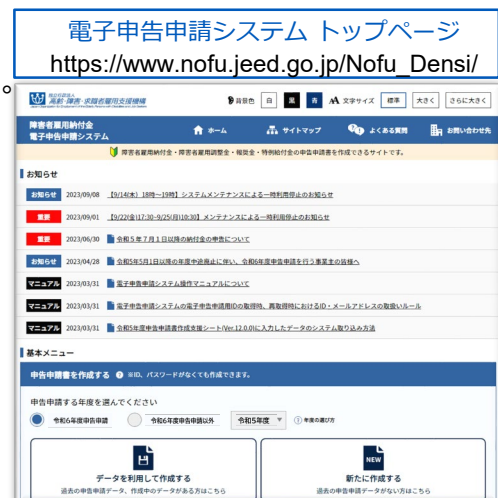 電子申告申請システム トップページ
https://www.nofu.jeed.go.jp/Nofu_Densi/
。
独立行政法人
高齢・障害・求職者雇用支援機構
背景色 白 黒 青 AA 文字サイズ 標準 大きく さらに大きく
障害者雇用納付金
電子申告申請システム
ホーム サイトマップ よくある質問 お問い合わせ先
障害者雇用納付金・障害者雇用調整金・報奨金・特例給付金の申告申請書を作成できるサイトです。
お知らせ
お知らせ 2023/09/08 【9/14(木) 18時～19時】システムメンテナンスによる一時利用停止のお知らせ
重要 2023/09/01 【9/22(金)17:30-9/25(月)10:30】メンテナンスによる一時利用停止のお知らせ
重要 2023/06/30 令和５年７月１日以降の納付金の申告について
お知らせ 2023/04/28 令和5年5月1日以降の年度中途廃止に伴い、令和6年度申告申請を行う事業主の皆様へ
マニュアル 2023/03/31 電子申告申請システム操作マニュアルについて
マニュアル 2023/03/31 電子申告申請システムの電子申告申請用IDの取得時、再取得時におけるID・メールアドレスの取扱いルール
マニュアル 2023/03/31 令和5年度申告申請書作成支援シート(Ver.12.0.0)に入力したデータのシステム取り込み方法
基本メニュー
申告申請書を作成する ? ※ID、パスワードがなくても作成できます。
申告申請する年度を選んでください
令和6年度申告申請 令和6年度申告申請以外 令和5年度 年度の選び方
NEW
データを利用して作成する 新たに作成する
過去の申告申請データ、作成中のデータがある方はこちら 過去の申告申請データがない方はこちら